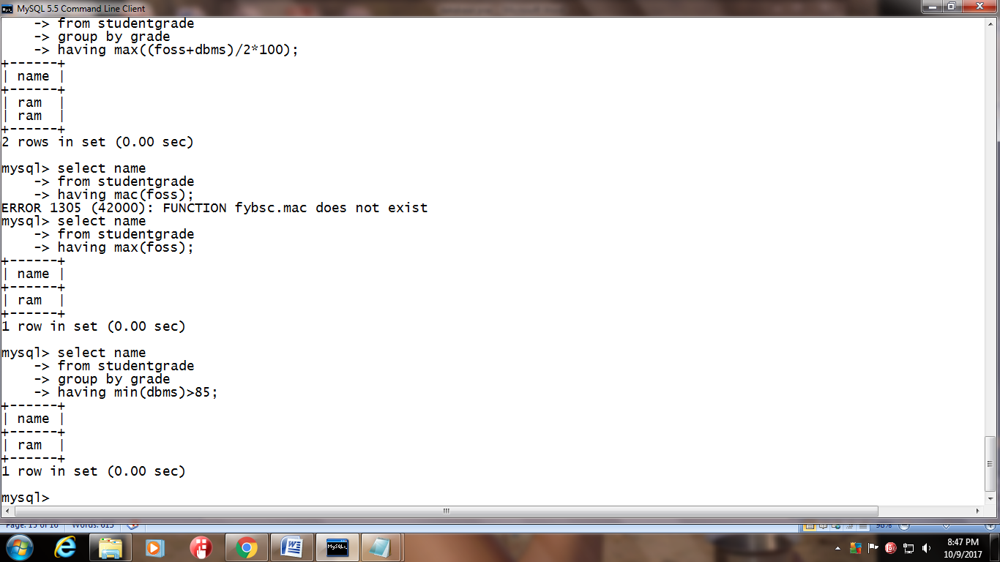 MySQL 5.5 Command Line Client
    -> from studentgrade
    -> group by grade
    -> having max((foss+dbms)/2*100);
+------+
| name |
+------+
| ram  |
| ram  |
+------+
2 rows in set (0.00 sec)

mysql> select name
    -> from studentgrade
    -> having mac(foss);
ERROR 1305 (42000): FUNCTION fybsc.mac does not exist
mysql> select name
    -> from studentgrade
    -> having max(foss);
+------+
| name |
+------+
| ram  |
+------+
1 row in set (0.00 sec)

mysql> select name
    -> from studentgrade
    -> group by grade
    -> having min(dbms)>85;
+------+
| name |
+------+
| ram  |
+------+
1 row in set (0.00 sec)

mysql>
Page: 15 of 16 Words: 615 98%
MySQL
8:47 PM
10/9/2017